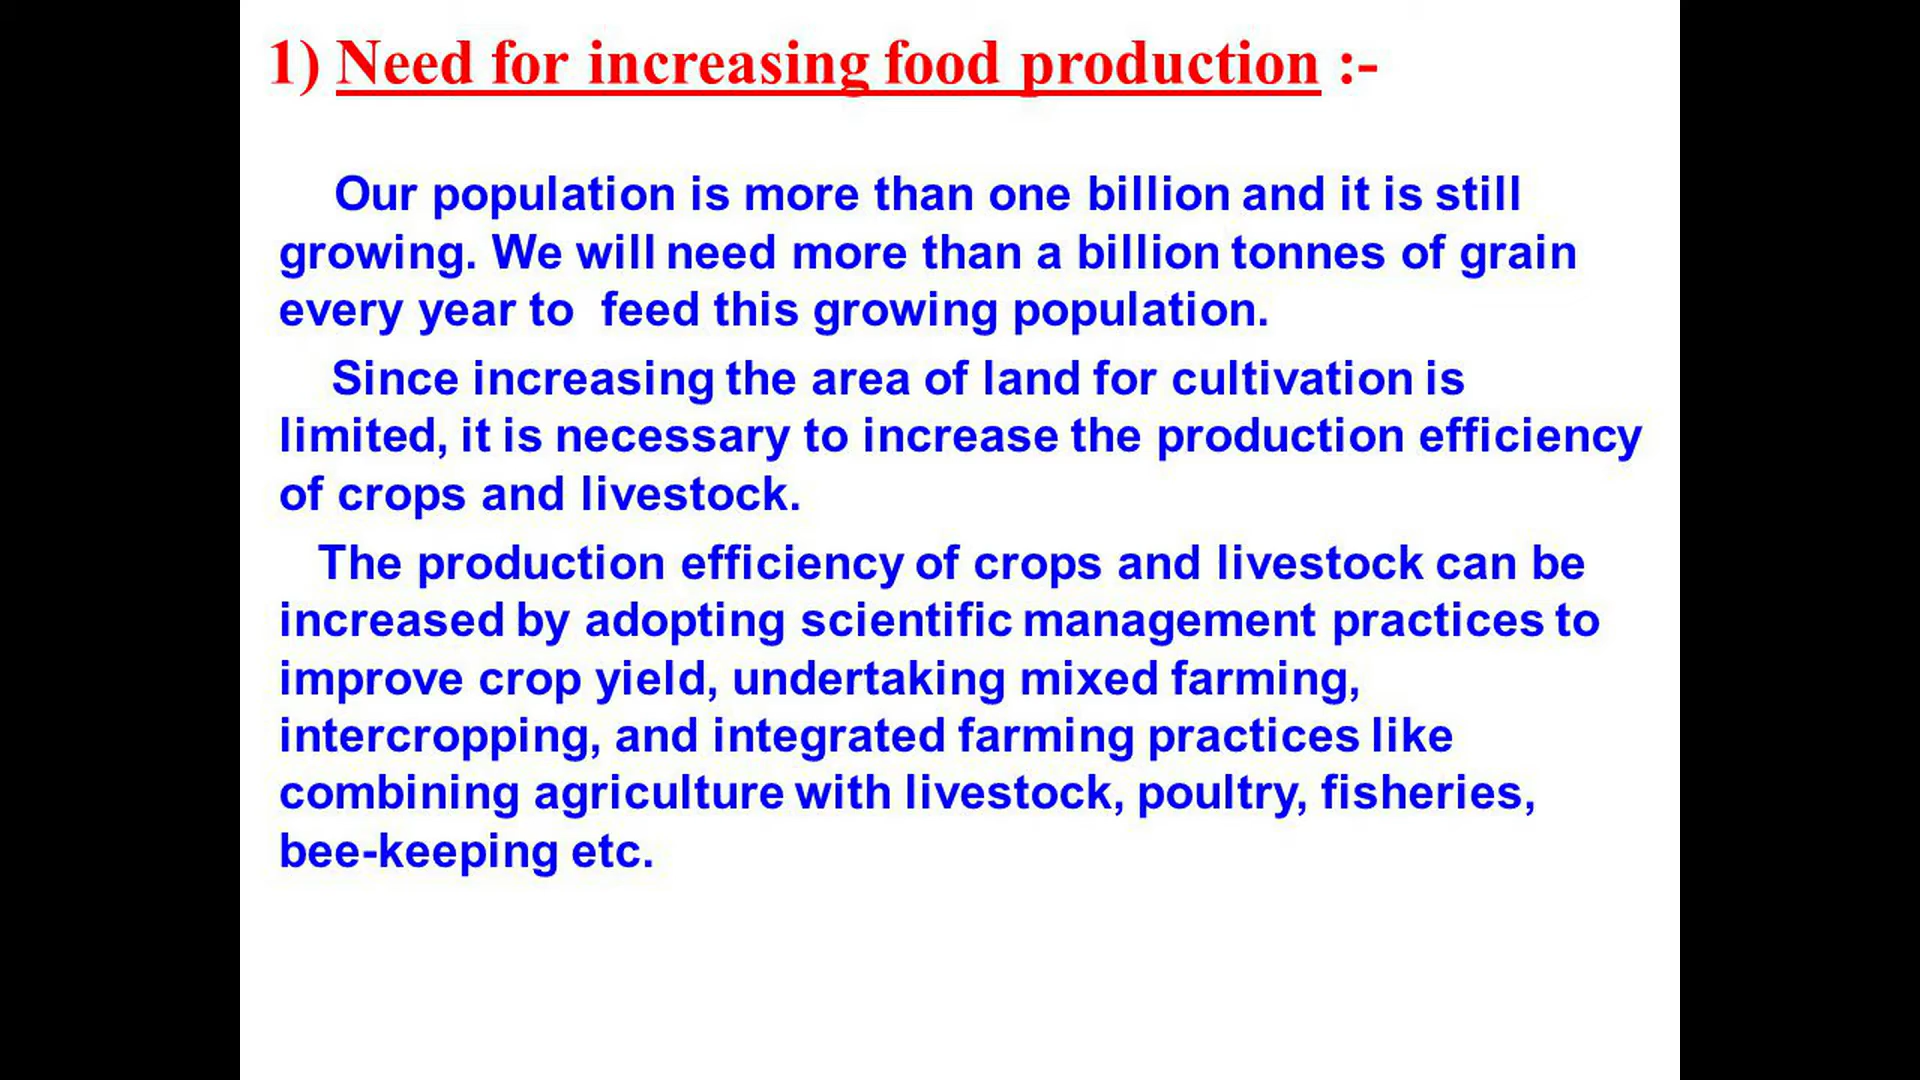 1) Need for increasing food production :-
Our population is more than one billion and it is still
growing. We will need more than a billion tonnes of grain
every year to feed this growing population.
Since increasing the area of land for cultivation is
limited, it is necessary to increase the production efficiency
of crops and livestock.
The production efficiency of crops and livestock can be
increased by adopting scientific management practices to
improve crop yield, undertaking mixed farming,
intercropping, and integrated farming practices like
combining agriculture with livestock, poultry, fisheries,
bee-keeping etc.